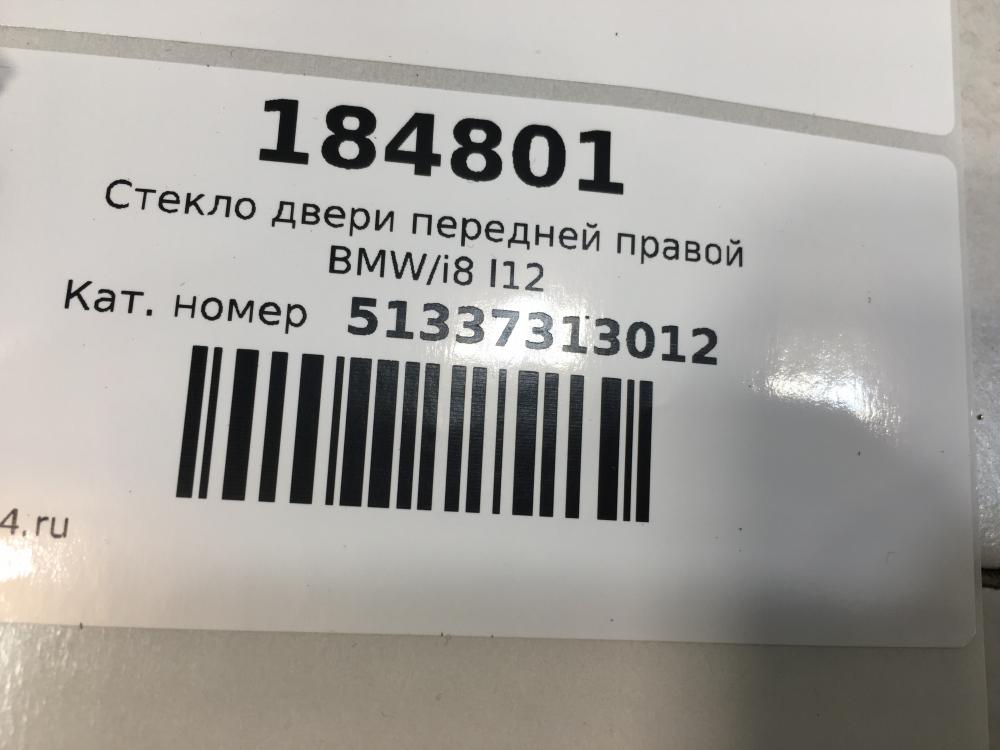 184801
Стекло двери передней правой
BMW/i8 I12
Кат. номер 51337313012
4.ru